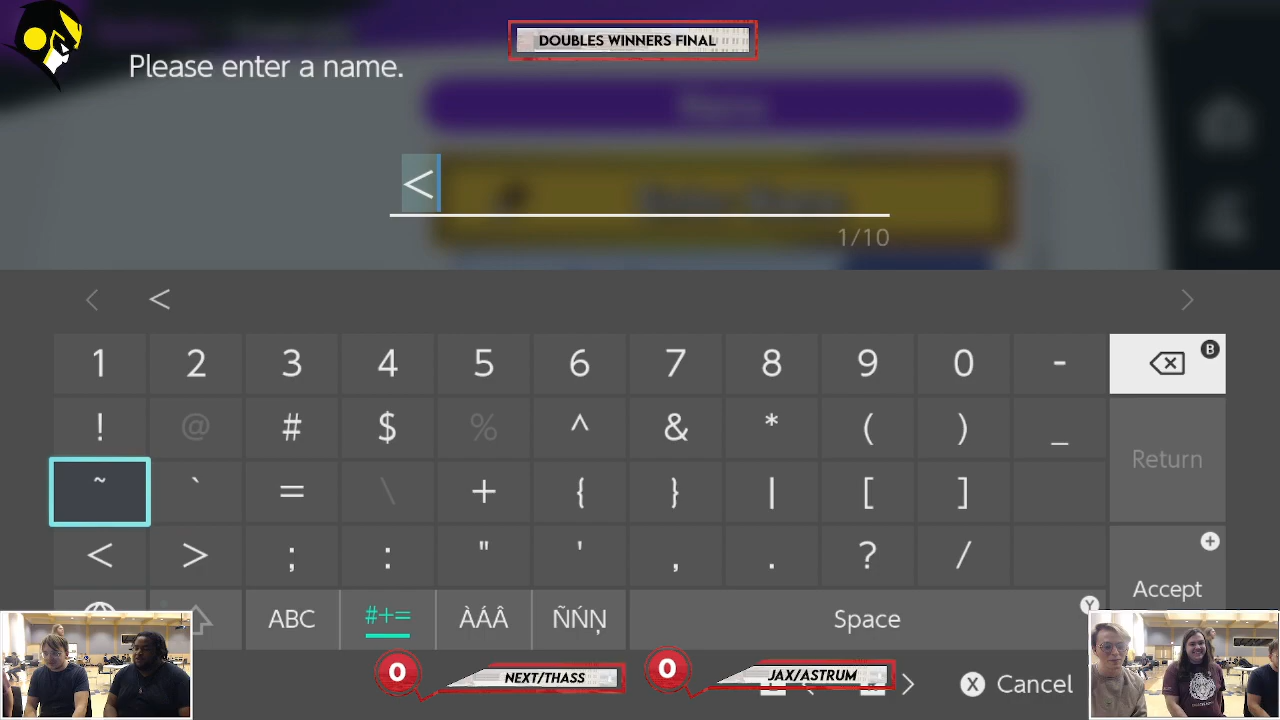 DOUBLES WINNERS FINAL
Please enter a name.
<
1/10
<
1 2 3 4 5 6 7 8 9 0 -
B
! @ # $ % ^ & * ( ) _
Return
~ ` = \ + { } | [ ]
< > ; : " ' , . ? /
+
Accept
ABC #+= ÀÁÂ ÑŃŅ Space
Y
0 NEXT/THASS 0 JAX/ASTRUM
X Cancel